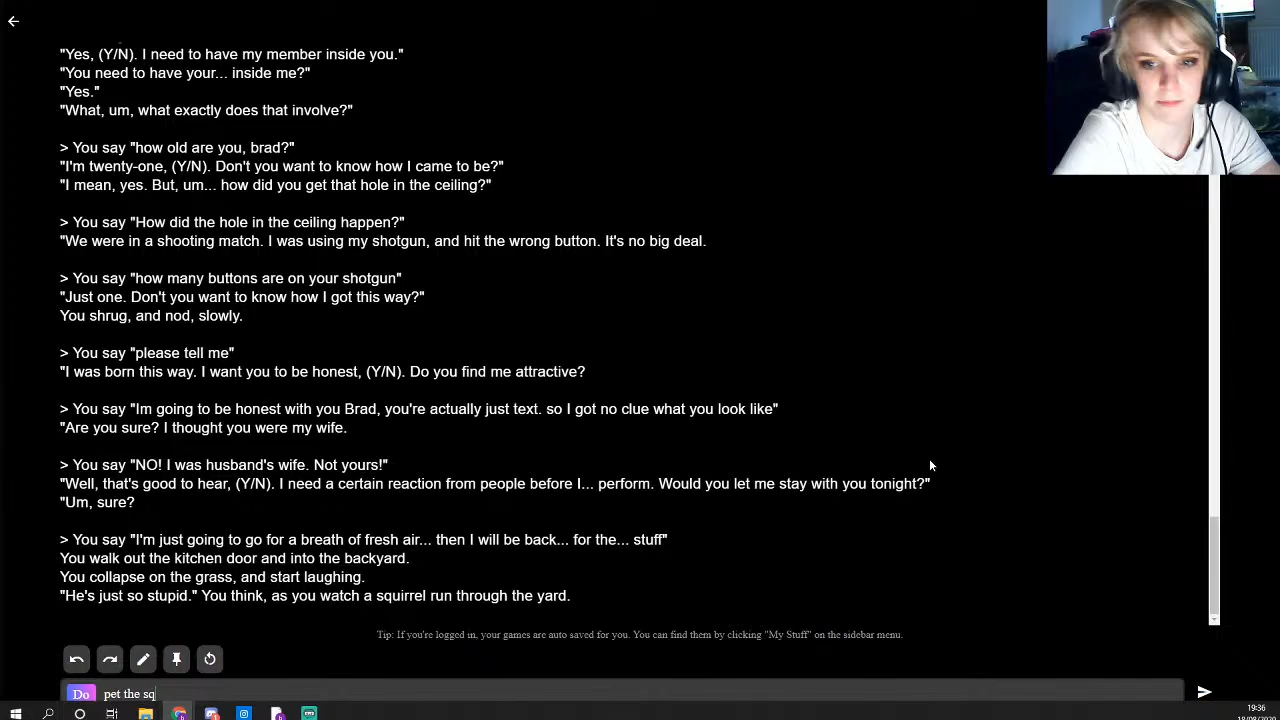 "Yes, (Y/N). I need to have my member inside you."
"You need to have your... inside me?"
"Yes."
"What, um, what exactly does that involve?"
> You say "how old are you, brad?"
"I'm twenty-one, (Y/N). Don't you want to know how I came to be?"
"I mean, yes. But, um... how did you get that hole in the ceiling?"
> You say "How did the hole in the ceiling happen?"
"We were in a shooting match. I was using my shotgun, and hit the wrong button. It's no big deal.
> You say "how many buttons are on your shotgun"
"Just one. Don't you want to know how I got this way?"
You shrug, and nod, slowly.
> You say "please tell me"
"I was born this way. I want you to be honest, (Y/N). Do you find me attractive?
> You say "Im going to be honest with you Brad, you're actually just text. so I got no clue what you look like"
"Are you sure? I thought you were my wife.
> You say "NO! I was husband's wife. Not yours!"
"Well, that's good to hear, (Y/N). I need a certain reaction from people before I... perform. Would you let me stay with you tonight?"
"Um, sure?
> You say "I'm just going to go for a breath of fresh air... then I will be back... for the... stuff"
You walk out the kitchen door and into the backyard.
You collapse on the grass, and start laughing.
"He's just so stupid." You think, as you watch a squirrel run through the yard.
Tip: If you're logged in, your games are auto saved for you. You can find them by clicking "My Stuff" on the sidebar menu.
Do pet the sq
19:36
18/08/2020